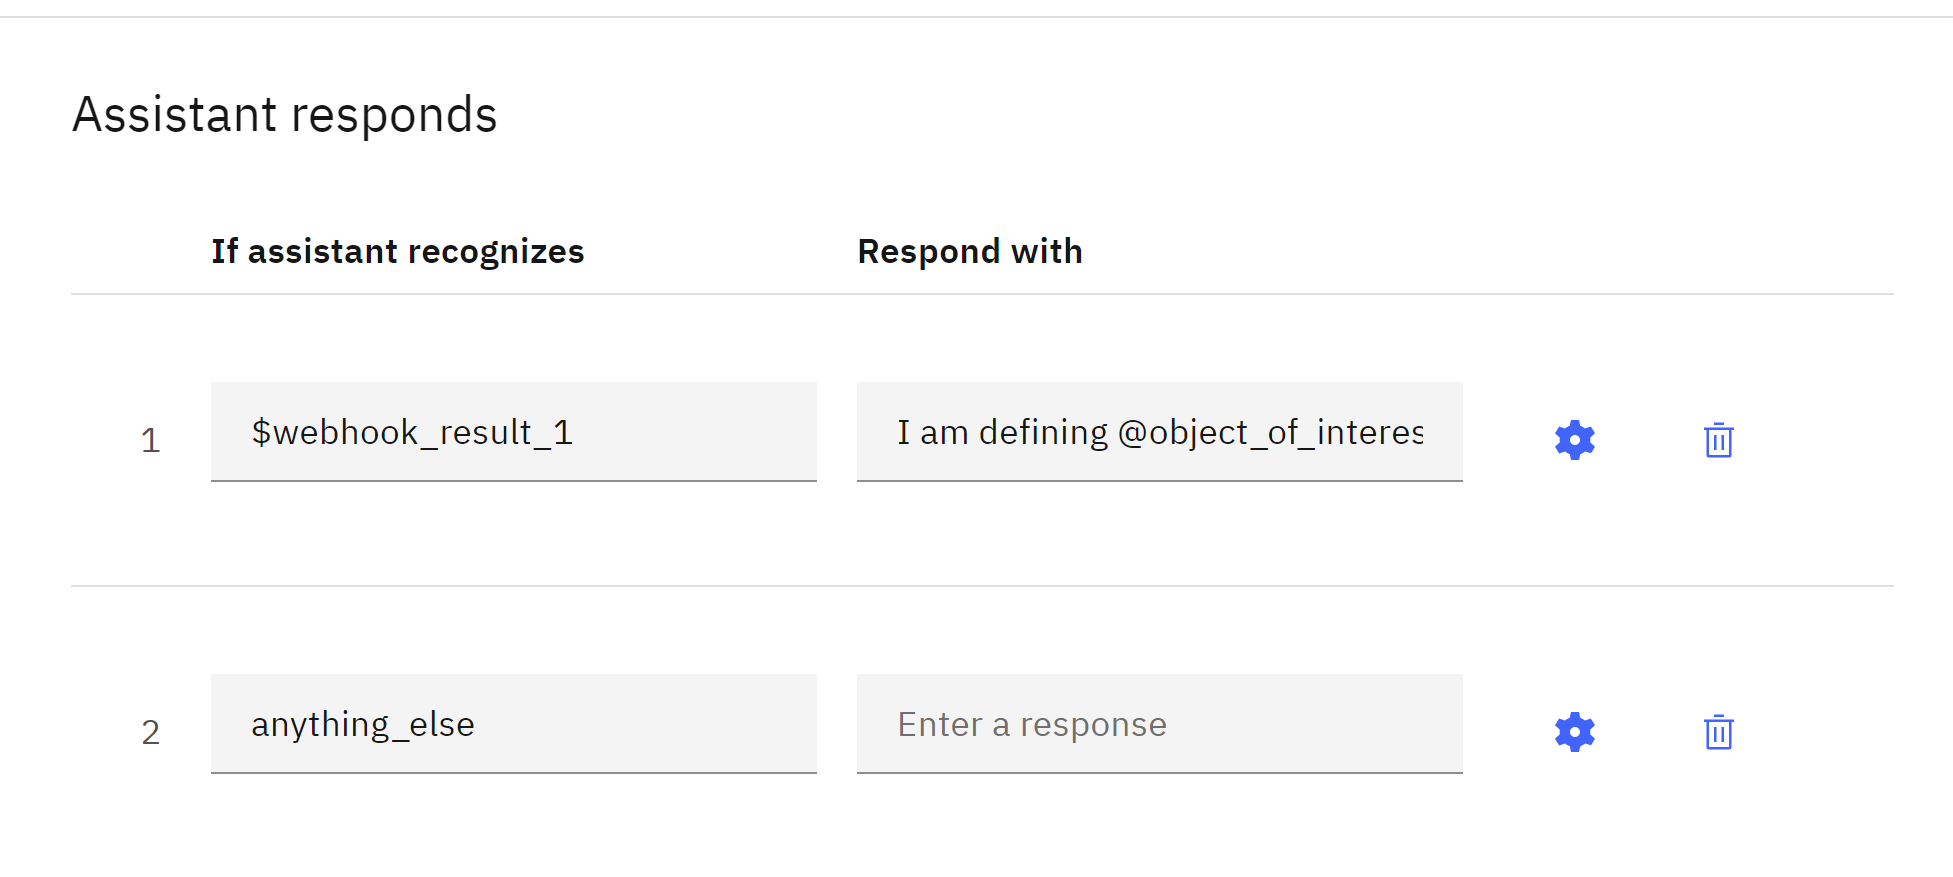 Assistant responds
If assistant recognizes Respond with
1 $webhook_result_1 I am defining @object_of_interes
2 anything_else Enter a response